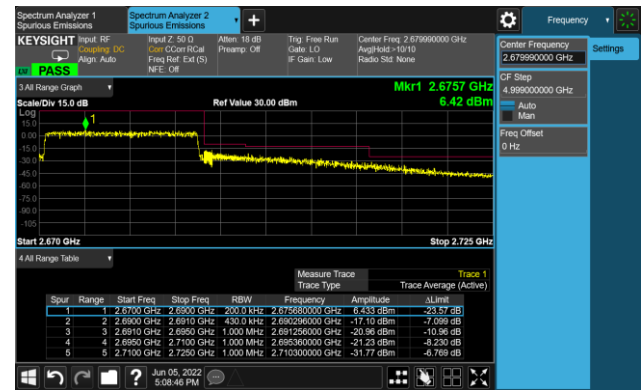 Spectrum Analyzer 1
Spurious Emissions
Spectrum Analyzer 2
Spurious Emissions
Frequency
KEYSIGHT
Input: RF
Coupling: DC
Align: Auto
Input Z: 50 Ω
Corr CCorr RCal
Freq Ref: Ext (S)
NFE: Off
Atten: 18 dB
Preamp: Off
Trig: Free Run
Gate: LO
IF Gain: Low
Center Freq: 2.679990000 GHz
Avg|Hold:>10/10
Radio Std: None
PASS
3 All Range Graph
Mkr1 2.6757 GHz
6.42 dBm
Scale/Div 15.0 dB
Ref Value 30.00 dBm
Log
15.0
0.00
-15.0
-30.0
-45.0
-60.0
-75.0
-90.0
-105
1
Start 2.670 GHz
Stop 2.725 GHz
4 All Range Table
Measure Trace Trace 1
Trace Type Trace Average (Active)
Spur Range Start Freq Stop Freq RBW Frequency Amplitude ΔLimit
1 1 2.6700 GHz 2.6900 GHz 200.0 kHz 2.675680000 GHz 6.433 dBm -23.57 dB
2 2 2.6900 GHz 2.6910 GHz 430.0 kHz 2.690296000 GHz -17.10 dBm -7.099 dB
3 3 2.6910 GHz 2.6950 GHz 1.000 MHz 2.691256000 GHz -20.96 dBm -10.96 dB
4 4 2.6950 GHz 2.7100 GHz 1.000 MHz 2.695360000 GHz -21.23 dBm -8.230 dB
5 5 2.7100 GHz 2.7250 GHz 1.000 MHz 2.710300000 GHz -31.77 dBm -6.769 dB
Jun 05, 2022
5:08:46 PM
Center Frequency
2.679990000 GHz
Settings
CF Step
4.999000000 GHz
Auto
Man
Freq Offset
0 Hz